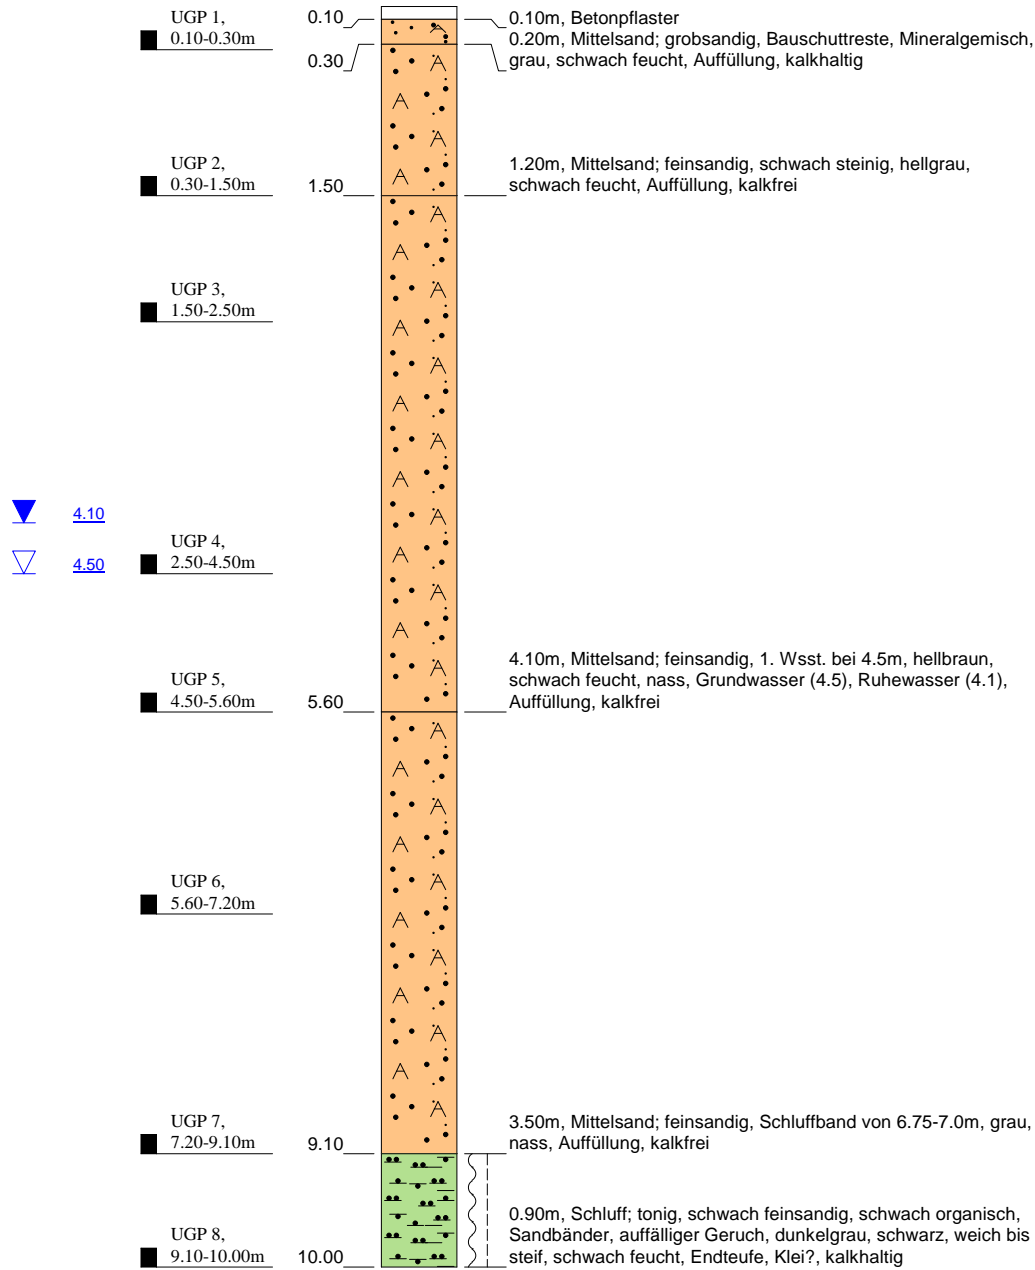 UGP 1,
0.10-0.30m
0.10
0.10m, Betonpflaster
0.20m, Mittelsand; grobsandig, Bauschuttreste, Mineralgemisch,
grau, schwach feucht, Auffüllung, kalkhaltig
0.30
UGP 2,
0.30-1.50m
1.50
1.20m, Mittelsand; feinsandig, schwach steinig, hellgrau,
schwach feucht, Auffüllung, kalkfrei
UGP 3,
1.50-2.50m
4.10
4.50
UGP 4,
2.50-4.50m
UGP 5,
4.50-5.60m
5.60
4.10m, Mittelsand; feinsandig, 1. Wsst. bei 4.5m, hellbraun,
schwach feucht, nass, Grundwasser (4.5), Ruhewasser (4.1),
Auffüllung, kalkfrei
UGP 6,
5.60-7.20m
UGP 7,
7.20-9.10m
9.10
3.50m, Mittelsand; feinsandig, Schluffband von 6.75-7.0m, grau,
nass, Auffüllung, kalkfrei
UGP 8,
9.10-10.00m
10.00
0.90m, Schluff; tonig, schwach feinsandig, schwach organisch,
Sandbänder, auffälliger Geruch, dunkelgrau, schwarz, weich bis
steif, schwach feucht, Endteufe, Klei?, kalkhaltig